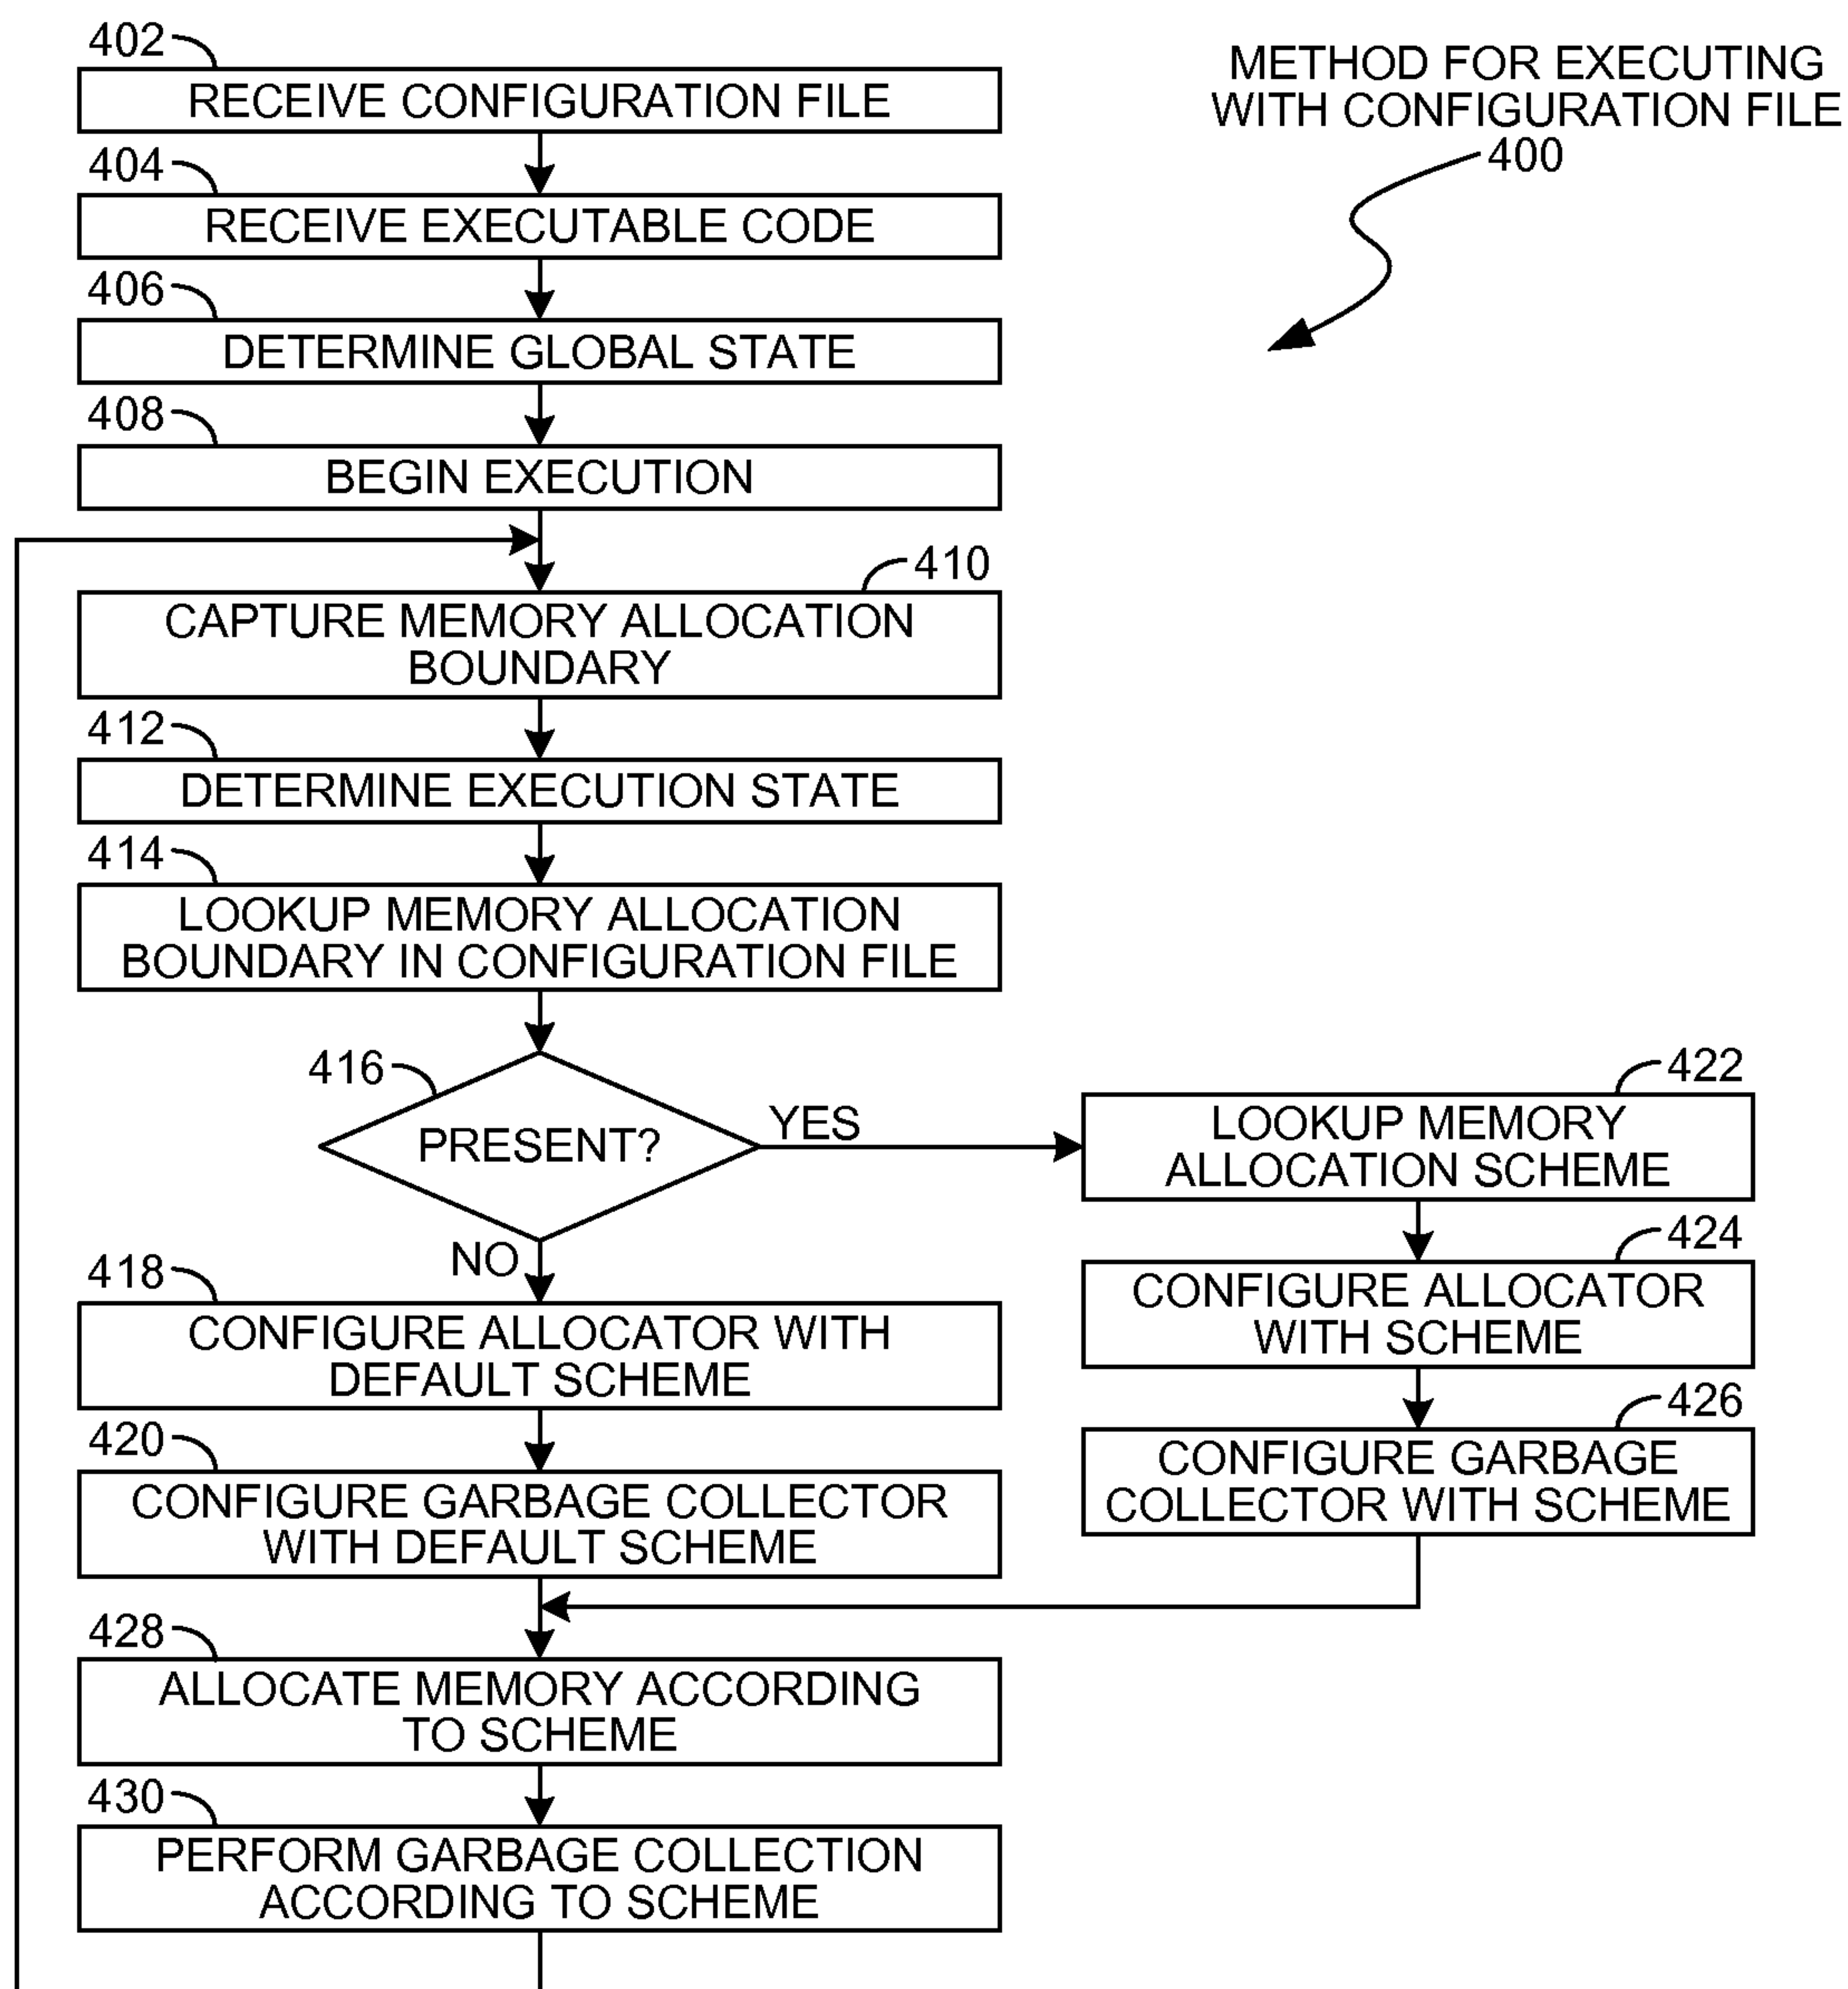 METHOD FOR EXECUTING
WITH CONFIGURATION FILE
400
402
RECEIVE CONFIGURATION FILE
404
RECEIVE EXECUTABLE CODE
406
DETERMINE GLOBAL STATE
408
BEGIN EXECUTION
410
CAPTURE MEMORY ALLOCATION
BOUNDARY
412
DETERMINE EXECUTION STATE
414
LOOKUP MEMORY ALLOCATION
BOUNDARY IN CONFIGURATION FILE
416
PRESENT?
YES
NO
418
CONFIGURE ALLOCATOR WITH
DEFAULT SCHEME
420
CONFIGURE GARBAGE COLLECTOR
WITH DEFAULT SCHEME
422
LOOKUP MEMORY
ALLOCATION SCHEME
424
CONFIGURE ALLOCATOR
WITH SCHEME
426
CONFIGURE GARBAGE
COLLECTOR WITH SCHEME
428
ALLOCATE MEMORY ACCORDING
TO SCHEME
430
PERFORM GARBAGE COLLECTION
ACCORDING TO SCHEME